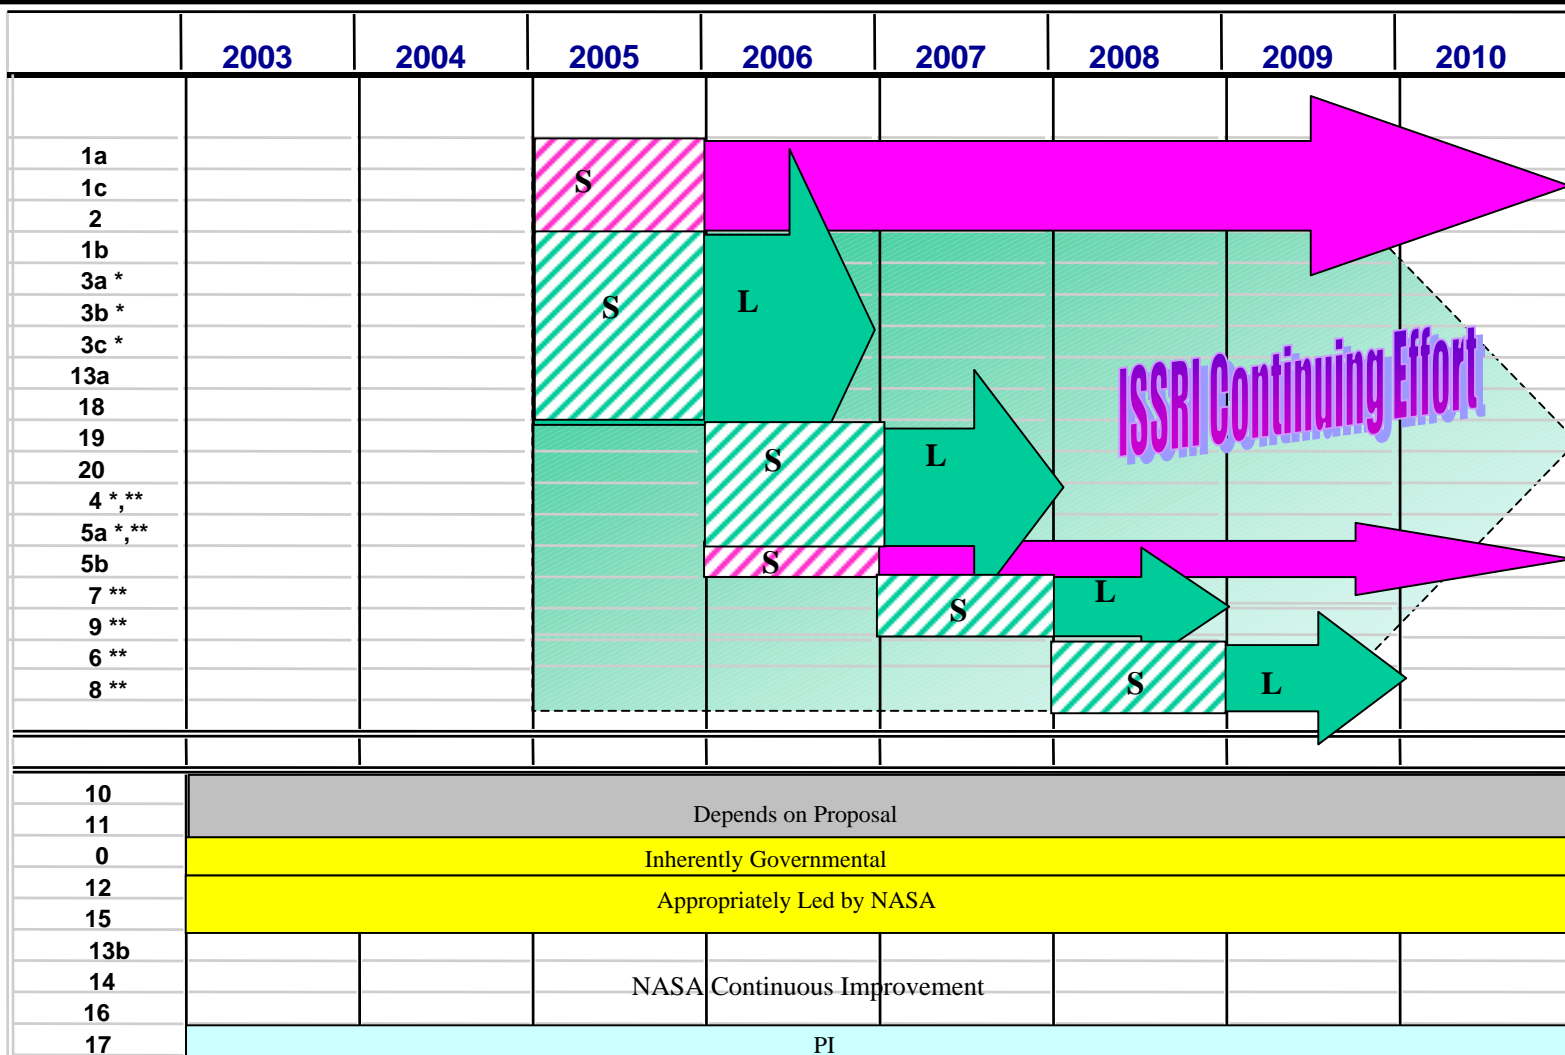 2003 2004 2005 2006 2007 2008 2009 2010
1a
1c S
2
1b
3a *
3b * S L
3c *
13a
18
ISSRI Continuing Effort
19
20 S L
4 *,**
5a *,**
5b S
7 ** S L
9 **
6 **
8 ** S L
10
11 Depends on Proposal
0 Inherently Governmental
12 Appropriately Led by NASA
15
13b
14 NASA Continuous Improvement
16
17 PI